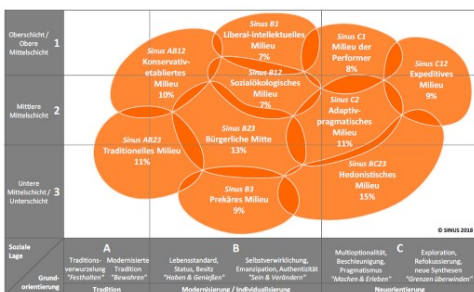 Oberschicht /
Obere
Mittelschicht
1
Mittlere
Mittelschicht
2
Untere
Mittelschicht /
Unterschicht
3
Sinus AB12
Konservativ-
etabliertes
Milieu
10%
Sinus B1
Liberal-Intellektuelles
Milieu
7%
Sinus C1
Milieu der
Performer
8%
Sinus C12
Expeditives
Milieu
9%
Sinus B12
Sozialökologisches
Milieu
7%
Sinus AB23
Traditionelles Milieu
11%
Sinus B23
Bürgerliche Mitte
13%
Sinus C2
Adaptiv-
pragmatisches
Milieu
11%
Sinus B3
Prekäres Milieu
9%
Sinus BC23
Hedonistisches
Milieu
15%
© SINUS 2018
Soziale
Lage
Grund-
orientierung
A
Traditions-
verwurzelung
"Festhalten"
Modernisierte
Tradition
"Bewahren"
Tradition
B
Lebensstandard,
Status, Besitz
"Haben & Genießen"
Selbstverwirklichung,
Emanzipation, Authentizität
"Sein & Verändern"
Modernisierung / Individualisierung
C
Multioptionalität,
Beschleunigung,
Pragmatismus
"Machen & Erleben"
Exploration,
Refokussierung,
neue Synthesen
"Grenzen überwinden"
Neuorientierung